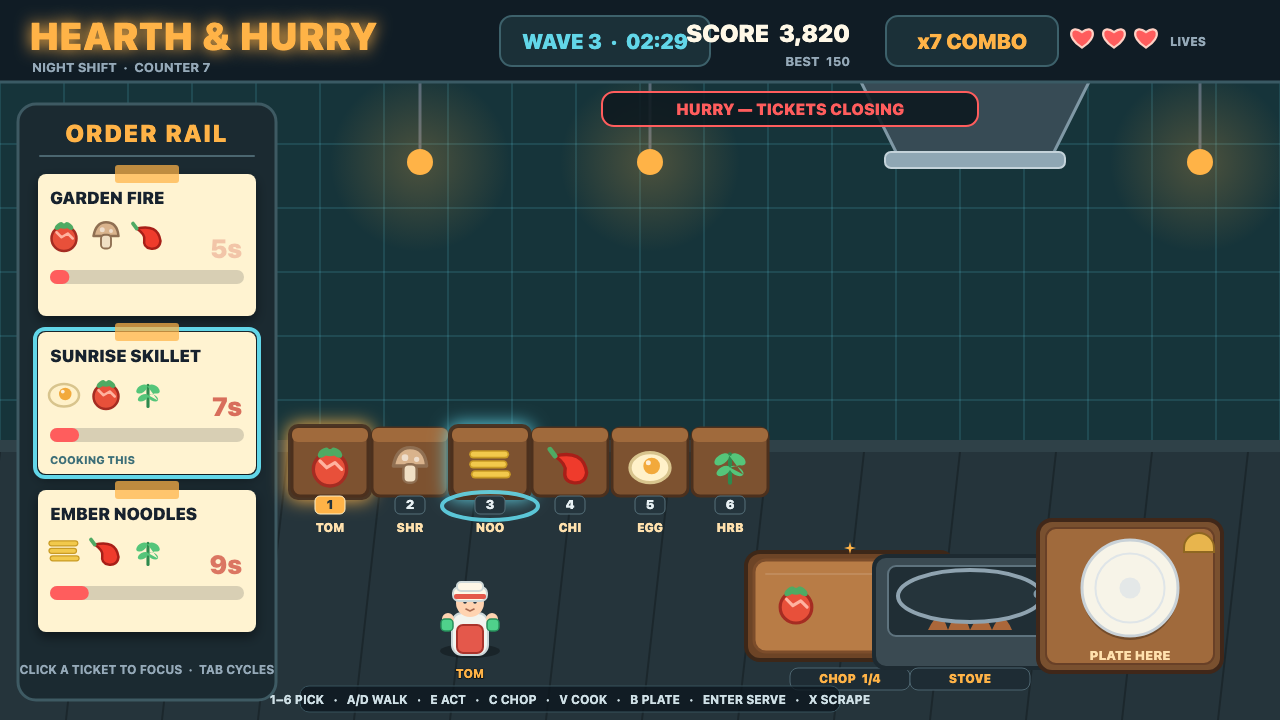 HEARTH & HURRY
NIGHT SHIFT · COUNTER 7
WAVE 3 · 02:29
SCORE 3,820
BEST 150
x7 COMBO
LIVES
HURRY — TICKETS CLOSING
ORDER RAIL
GARDEN FIRE
5s
SUNRISE SKILLET
7s
COOKING THIS
EMBER NOODLES
9s
CLICK A TICKET TO FOCUS · TAB CYCLES
1 2 3 4 5 6
TOM SHR NOO CHI EGG HRB
TOM
PLATE HERE
CHOP 1/4
STOVE
1–6 PICK · A/D WALK · E ACT · C CHOP · V COOK · B PLATE · ENTER SERVE · X SCRAPE